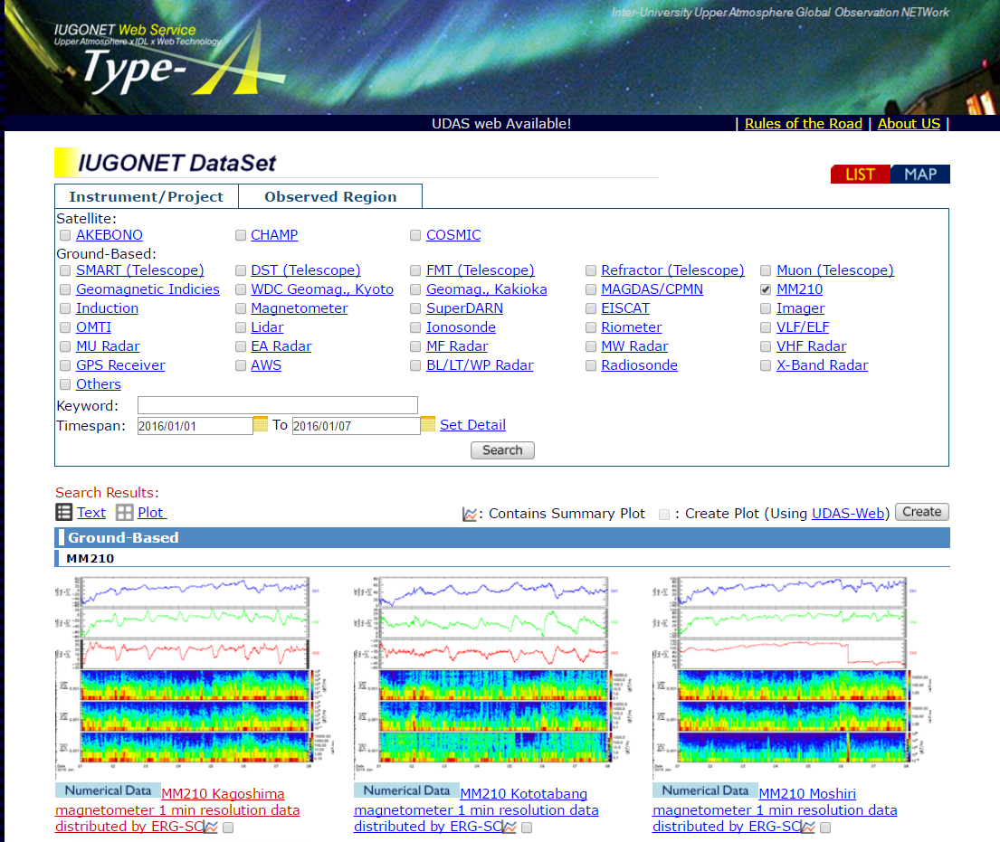 Inter-University Upper Atmosphere Global Observation NETWork
IUGONET Web Service
Upper Atmosphere x IDL x Web Technology
Type-A
UDAS web Available!
| Rules of the Road | About US |
IUGONET DataSet
LIST MAP
Instrument/Project Observed Region
Satellite:
AKEBONO CHAMP COSMIC
Ground-Based:
SMART (Telescope) DST (Telescope) FMT (Telescope) Refractor (Telescope) Muon (Telescope)
Geomagnetic Indicies WDC Geomag., Kyoto Geomag., Kakioka MAGDAS/CPMN MM210
Induction Magnetometer SuperDARN EISCAT Imager
OMTI Lidar Ionosonde Riometer VLF/ELF
MU Radar EA Radar MF Radar MW Radar VHF Radar
GPS Receiver AWS BL/LT/WP Radar Radiosonde X-Band Radar
Others
Keyword:
Timespan: 2016/01/01 To 2016/01/07 Set Detail
Search
Search Results:
Text Plot : Contains Summary Plot : Create Plot (Using UDAS-Web) Create
Ground-Based
MM210
Numerical Data MM210 Kagoshima
magnetometer 1 min resolution data
distributed by ERG-SC
Numerical Data MM210 Kototabang
magnetometer 1 min resolution data
distributed by ERG-SC
Numerical Data MM210 Moshiri
magnetometer 1 min resolution data
distributed by ERG-SC